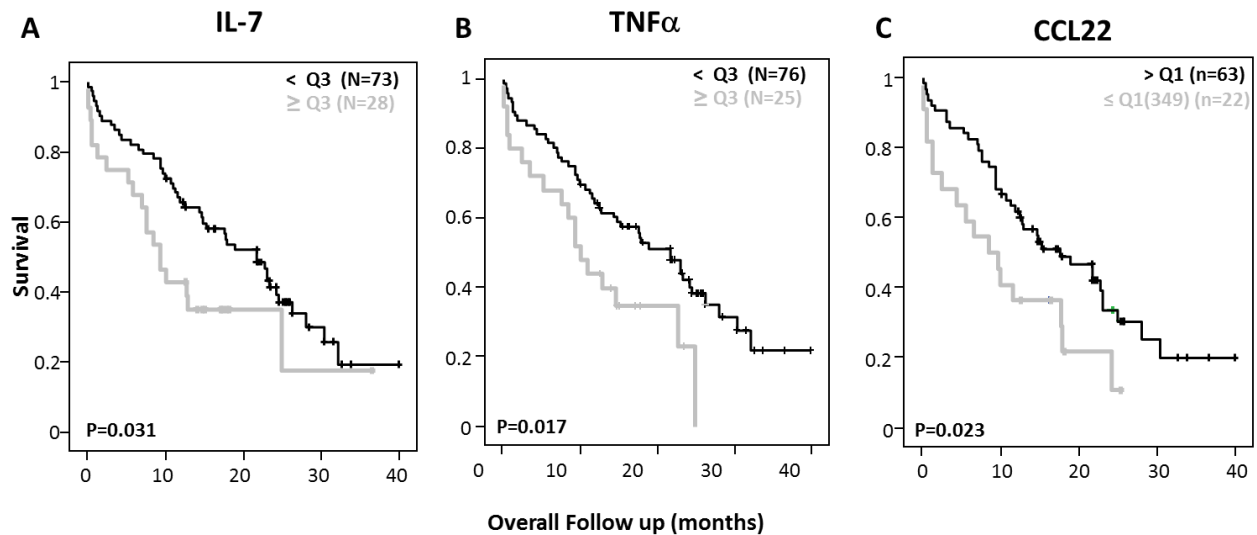 A
IL-7
< Q3 (N=73)
≥ Q3 (N=28)
1
0.8
0.6
0.4
0.2
0
P=0.031
0 10 20 30 40
Survival
B
TNFα
< Q3 (N=76)
≥ Q3 (N=25)
1
0.8
0.6
0.4
0.2
0
P=0.017
0 10 20 30 40
C
CCL22
> Q1 (n=63)
≤ Q1(349) (n=22)
1
0.8
0.6
0.4
0.2
0
P=0.023
0 10 20 30 40
Overall Follow up (months)